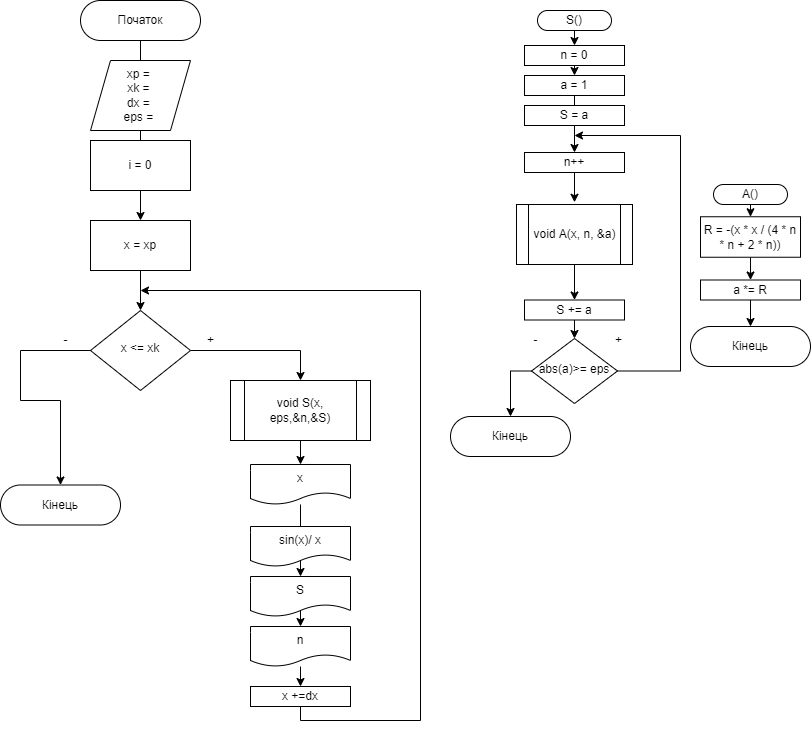 Початок
xp =
xk =
dx =
eps =
i = 0
x = xp
x <= xk
-
+
void S(x,
eps,&n,&S)
x
sin(x)/ x
S
n
x +=dx
Кінець
S()
n = 0
a = 1
S = a
n++
void A(x, n, &a)
S += a
-
+
abs(a)>= eps
Кінець
A()
R = -(x * x / (4 * n
* n + 2 * n))
a *= R
Кінець